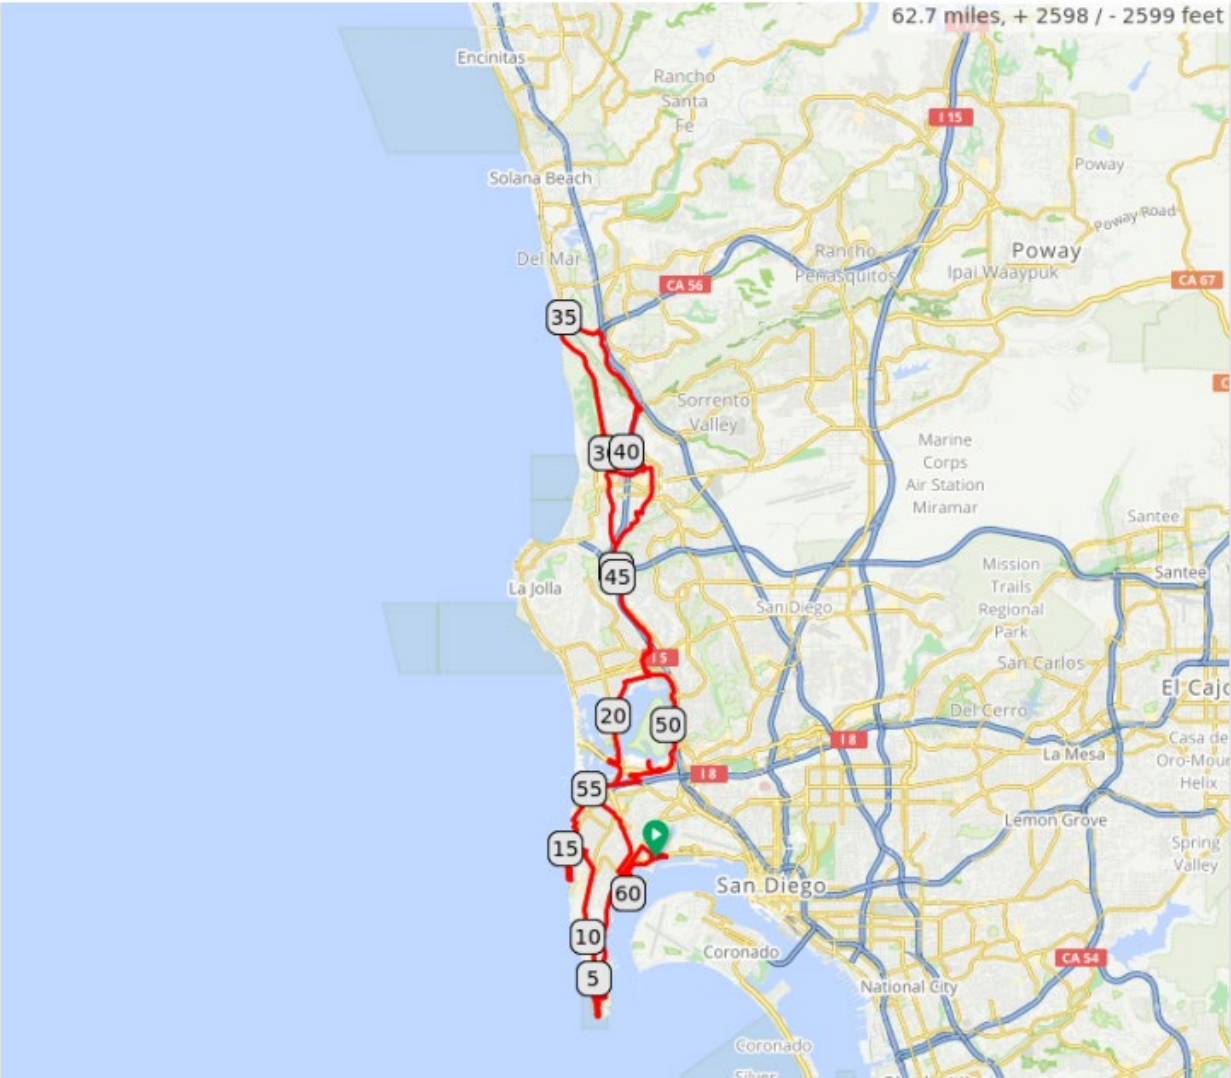 62.7 miles, + 2598 / - 2599 feet
Encinitas
Rancho
Santa
Fe
I 15
Poway
Solana Beach
Poway Road
Del Mar
Rancho
Peñasquitos
Poway
Ipai Waaypuk
CA 56
CA 67
35
Sorrento
Valley
40
Marine
Corps
Air Station
Miramar
Santee
La Jolla
45
San Diego
Mission
Trails
Regional
Park
Santee
I 5
San Carlos
El Cajo
20
50
Del Cerro
I 8
La Mesa
Casa de
Oro-Moun
Helix
I 8
55
Lemon Grove
15
Spring
Valley
60
San Diego
10
Coronado
CA 54
5
National City
Coronado